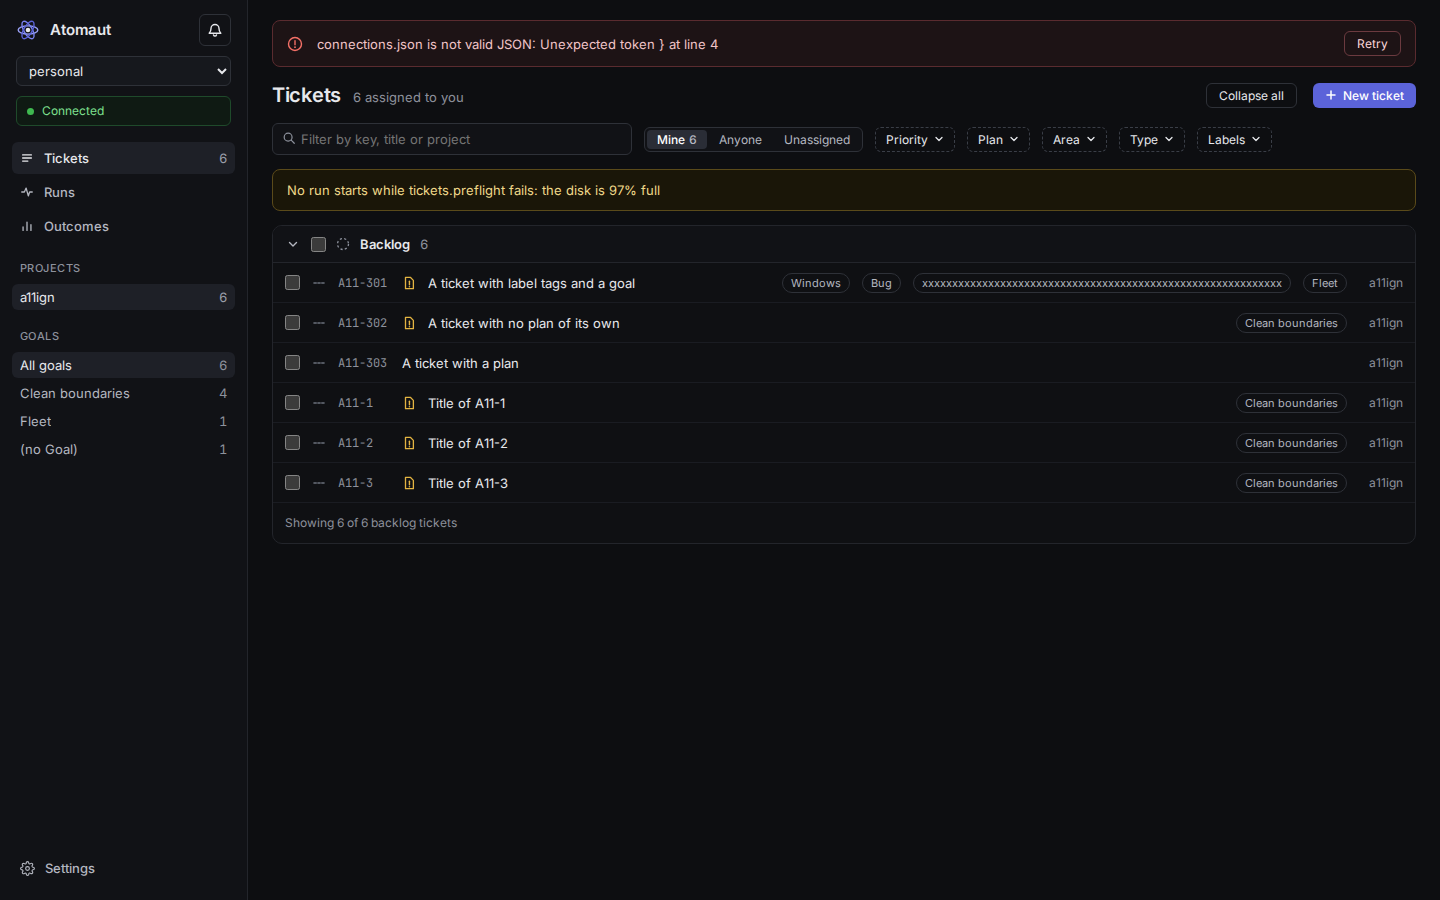 Atomaut
personal
Connected
Tickets 6
Runs
Outcomes
PROJECTS
a11ign 6
GOALS
All goals 6
Clean boundaries 4
Fleet 1
(no Goal) 1
Settings
connections.json is not valid JSON: Unexpected token } at line 4
Retry
Tickets 6 assigned to you
Collapse all
New ticket
Filter by key, title or project
Mine 6 Anyone Unassigned
Priority
Plan
Area
Type
Labels
No run starts while tickets.preflight fails: the disk is 97% full
Backlog 6
A11-301 A ticket with label tags and a goal Windows Bug xxxxxxxxxxxxxxxxxxxxxxxxxxxxxxxxxxxxxxxxxxxxxxxxxxxxxxxxxxxx Fleet a11ign
A11-302 A ticket with no plan of its own Clean boundaries a11ign
A11-303 A ticket with a plan a11ign
A11-1 Title of A11-1 Clean boundaries a11ign
A11-2 Title of A11-2 Clean boundaries a11ign
A11-3 Title of A11-3 Clean boundaries a11ign
Showing 6 of 6 backlog tickets